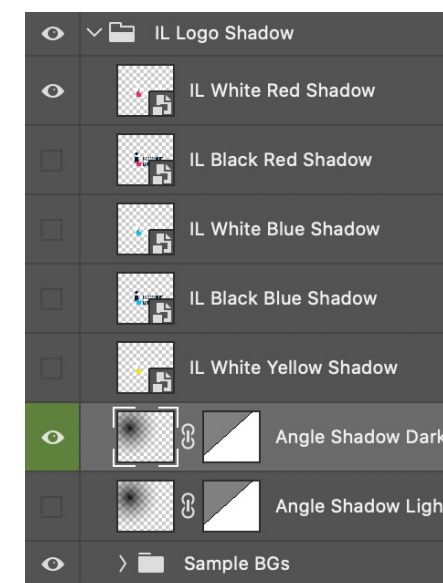 IL Logo Shadow
IL White Red Shadow
IL Black Red Shadow
IL White Blue Shadow
IL Black Blue Shadow
IL White Yellow Shadow
Angle Shadow Dark
Angle Shadow Ligh
Sample BGs